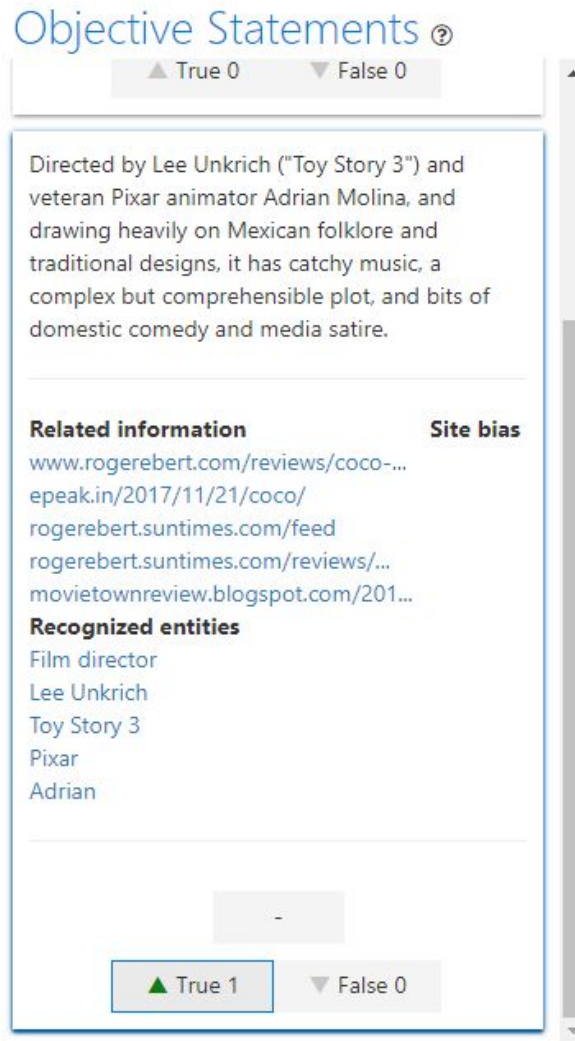 Objective Statements ?
▲ True 0 ▼ False 0
Directed by Lee Unkrich ("Toy Story 3") and
veteran Pixar animator Adrian Molina, and
drawing heavily on Mexican folklore and
traditional designs, it has catchy music, a
complex but comprehensible plot, and bits of
domestic comedy and media satire.
Related information Site bias
www.rogerebert.com/reviews/coco-...
epeak.in/2017/11/21/coco/
rogerebert.suntimes.com/feed
rogerebert.suntimes.com/reviews/...
movietownreview.blogspot.com/201...
Recognized entities
Film director
Lee Unkrich
Toy Story 3
Pixar
Adrian
-
▲ True 1 ▼ False 0